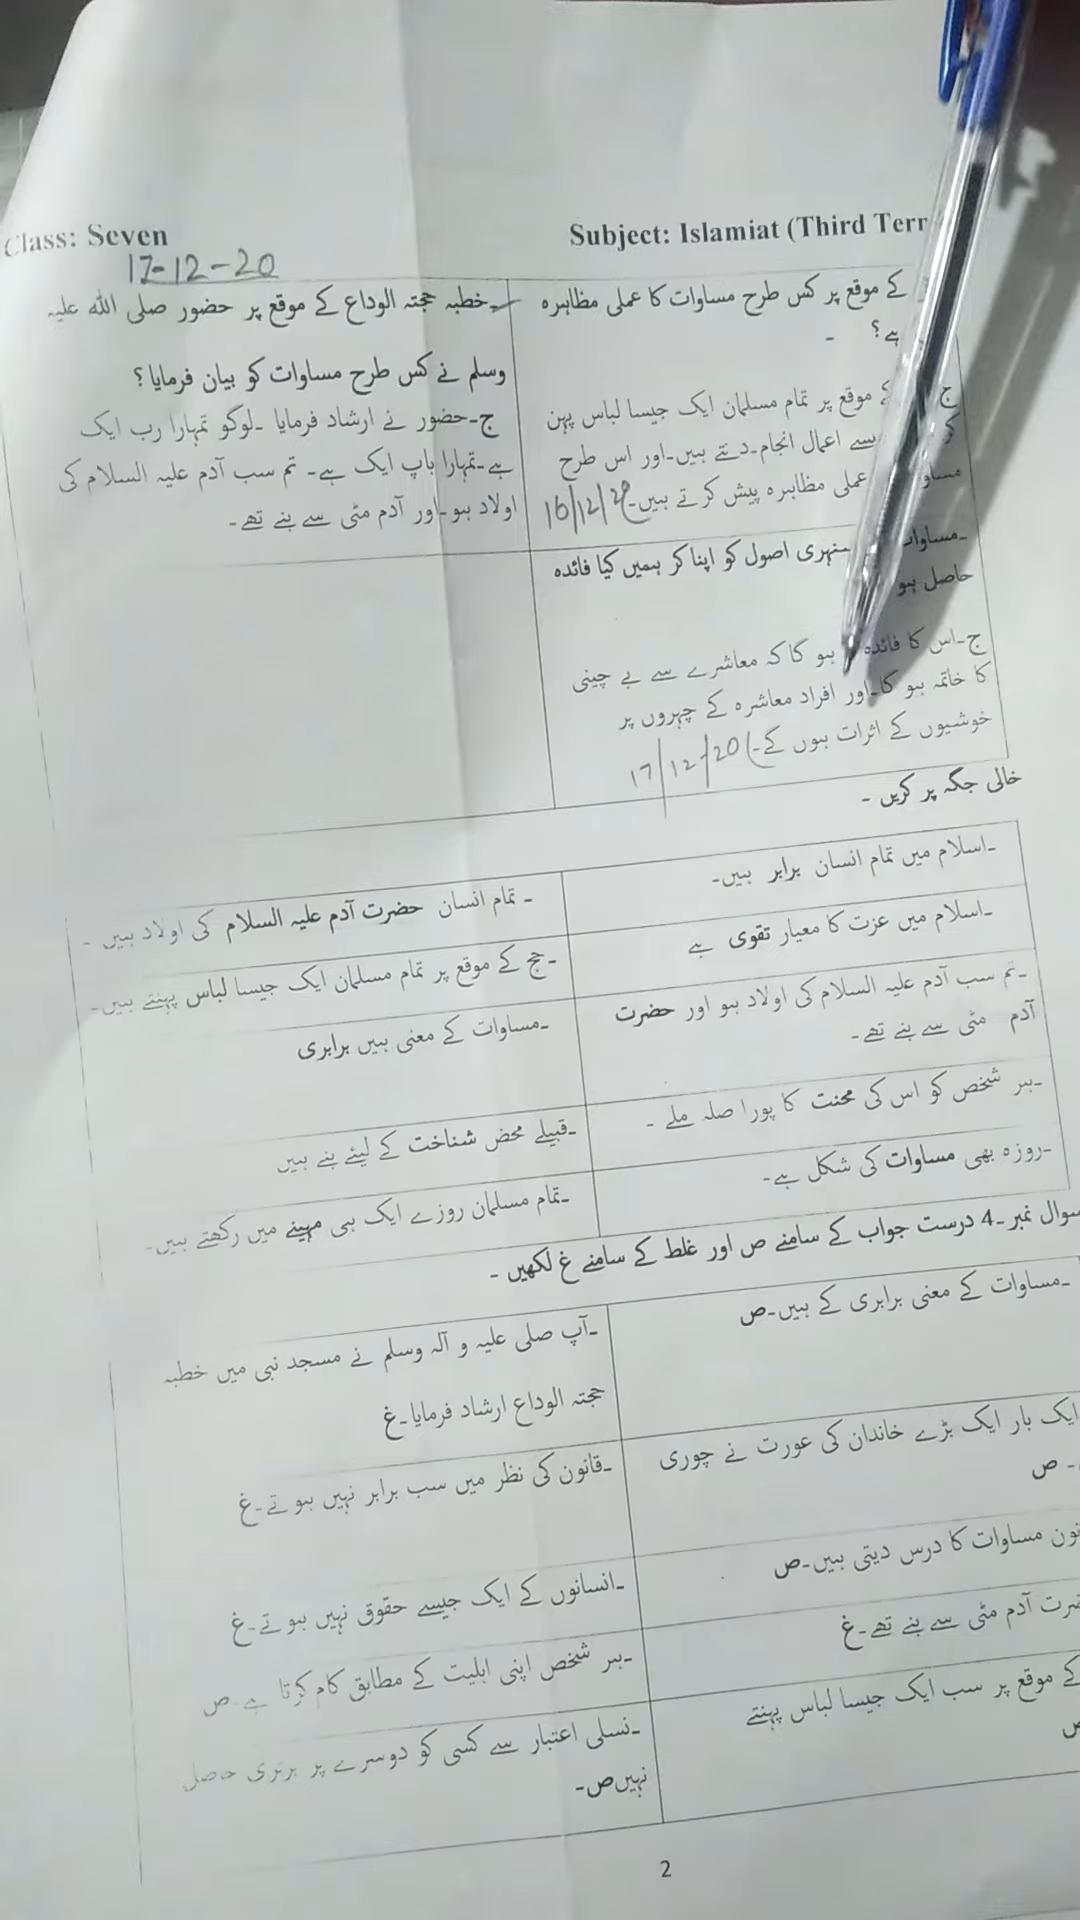 Class: Seven
Subject: Islamiat (Third Terr
17-12-20
کے موقع پر کس طرح مساوات کا عملی مظاہرہ
ہے؟ -
ج
کے موقع پر تمام مسلمان ایک جیسا لباس پہن
کر
یسے اعمال انجام۔دیتے ہیں۔اور اس طرح
مساو
عملی مظاہرہ پیش کرتے ہیں۔
16/12/20
۔خطبہ حجتہ الوداع کے موقع پر حضور صلی اللہ علیہ
وسلم نے کس طرح مساوات کو بیان فرمایا؟
ج۔حضور نے ارشاد فرمایا ۔لوگو تمہارا رب ایک
ہے۔تمہارا باپ ایک ہے۔ تم سب آدم علیہ السلام کی
اولاد ہو۔اور آدم مٹی سے بنے تھے۔
۔مساوات
سنہری اصول کو اپنا کر ہمیں کیا فائدہ
حاصل ہو
ج۔اس کا فائدہ
ہو گا کہ معاشرے سے بے چینی
کا خاتمہ ہو گا۔اور افراد معاشرہ کے چہروں پر
خوشیوں کے اثرات ہوں گے۔
17/12/20
خالی جگہ پر کریں ۔
۔اسلام میں تمام انسان برابر ہیں۔
۔ تمام انسان حضرت آدم علیہ السلام کی اولاد ہیں ۔
۔اسلام میں عزت کا معیار تقوی ہے
۔حج کے موقع پر تمام مسلمان ایک جیسا لباس پہنتے ہیں۔
۔تم سب آدم علیہ السلام کی اولاد ہو اور حضرت
آدم مٹی سے بنے تھے۔
۔مساوات کے معنی ہیں برابری
۔ہر شخص کو اس کی محنت کا پورا صلہ ملے ۔
۔قبیلے محض شناخت کے لیئے بنے ہیں
۔روزہ بھی مساوات کی شکل ہے۔
۔تمام مسلمان روزے ایک ہی مہینے میں رکھتے ہیں۔
سوال نمبر ۔4 درست جواب کے سامنے ص اور غلط کے سامنے غ لکھیں ۔
۔مساوات کے معنی برابری کے ہیں۔ص
۔آپ صلی علیہ و آلہ وسلم نے مسجد نبی میں خطبہ
حجتہ الوداع ارشاد فرمایا۔غ
ایک بار ایک بڑے خاندان کی عورت نے چوری
۔ ص
۔قانون کی نظر میں سب برابر نہیں ہوتے۔غ
مساوات کا درس دیتی ہیں۔ص
۔انسانوں کے ایک جیسے حقوق نہیں ہوتے۔غ
آدم مٹی سے بنے تھے۔غ
۔ہر شخص اپنی اہلیت کے مطابق کام کرتا ہے۔ص
کے موقع پر سب ایک جیسا لباس پہنتے
ص
۔نسلی اعتبار سے کسی کو دوسرے پر برتری حاصل
نہیں۔ص
2